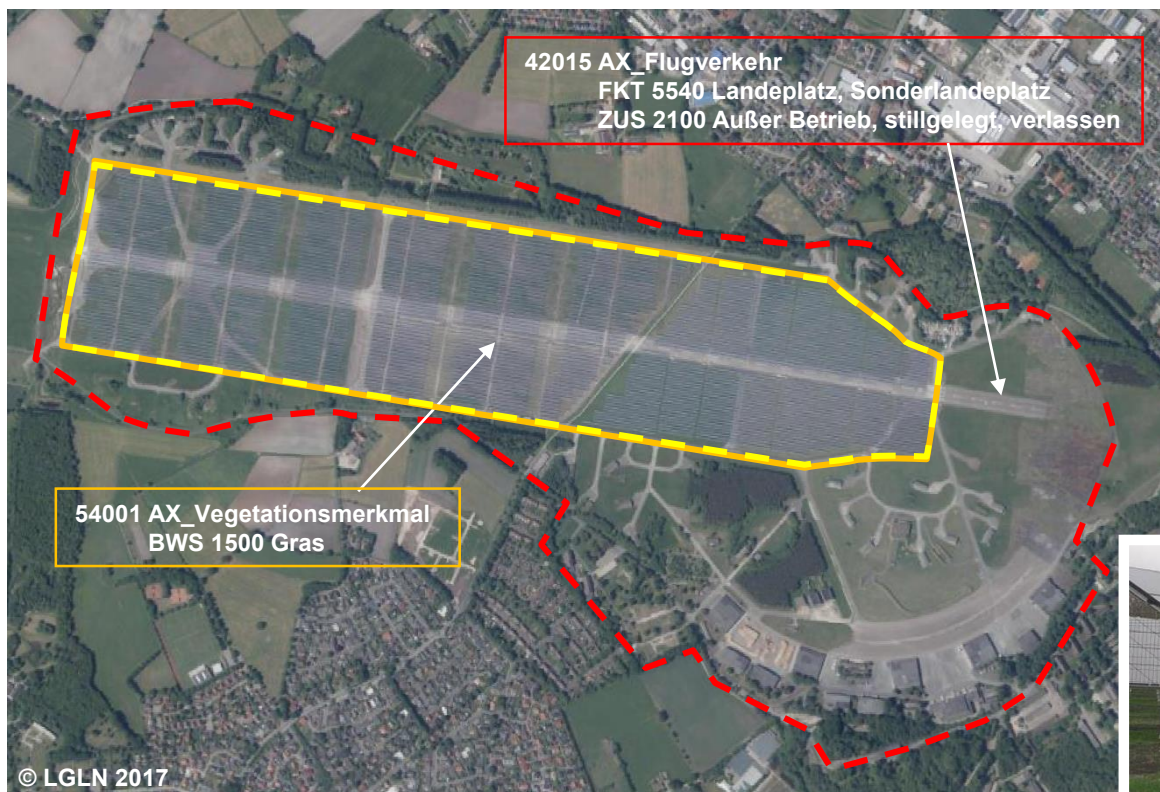 42015 AX_Flugverkehr
FKT 5540 Landeplatz, Sonderlandeplatz
ZUS 2100 Außer Betrieb, stillgelegt, verlassen
54001 AX_Vegetationsmerkmal
BWS 1500 Gras
© LGLN 2017